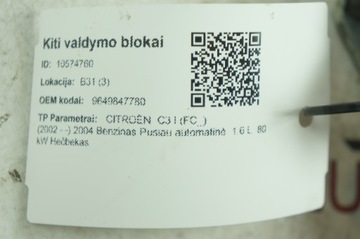 Kiti valdymo blokai
ID: 10574760
Lokacija: B31 (3)
OEM kodai: 9649847780
TP Parametrai: CITROËN C3 I (FC_)
(2002-->) 2004 Benzinas Pusiau automatinė 1.6 L. 80
kW Hečbekas